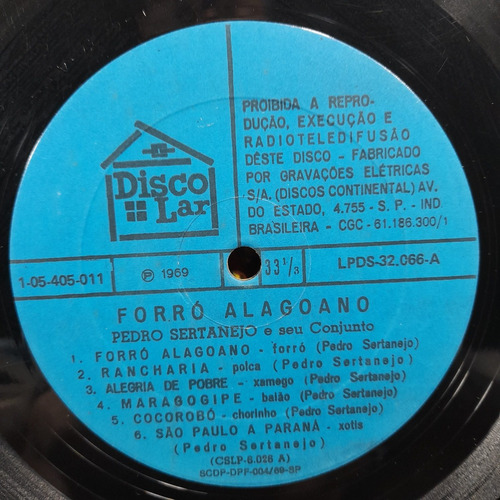 Disco
Lar
PROIBIDA A REPRO-
DUÇÃO, EXECUÇÃO E
RADIOTELEDIFUSÃO
DÊSTE DISCO - FABRICADO
POR GRAVAÇÕES ELÉTRICAS
S/A. (DISCOS CONTINENTAL) AV.
DO ESTADO, 4.755 - S. P. - IND.
BRASILEIRA - CGC - 61.186.300/1
1-05-405-011
℗ 1969
33 1/3
LPDS-32.066-A
FORRÓ ALAGOANO
PEDRO SERTANEJO e seu Conjunto
1. FORRÓ ALAGOANO - forró (Pedro Sertanejo)
2. RANCHARIA - polca (Pedro Sertanejo)
3. ALEGRIA DE POBRE - xamego (Pedro Sertanejo)
4. MARAGOGIPE - baião (Pedro Sertanejo)
5. COCOROBÓ - chorinho (Pedro Sertanejo)
6. SÃO PAULO A PARANÁ - xotis
(Pedro Sertanejo)
(CSLP-6.026 A)
SCDP-DPF-004/69-SP